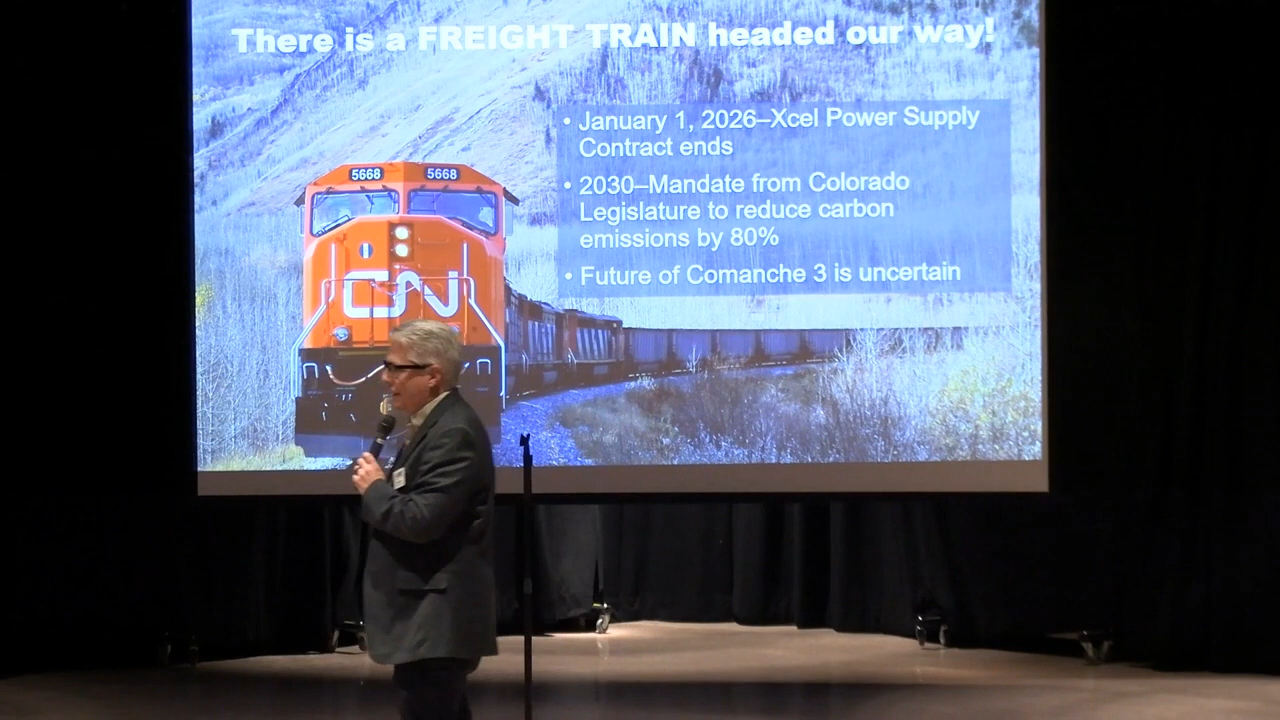 There is a FREIGHT TRAIN headed our way!
• January 1, 2026–Xcel Power Supply
Contract ends
• 2030–Mandate from Colorado
Legislature to reduce carbon
emissions by 80%
• Future of Comanche 3 is uncertain
5668 5668
CN